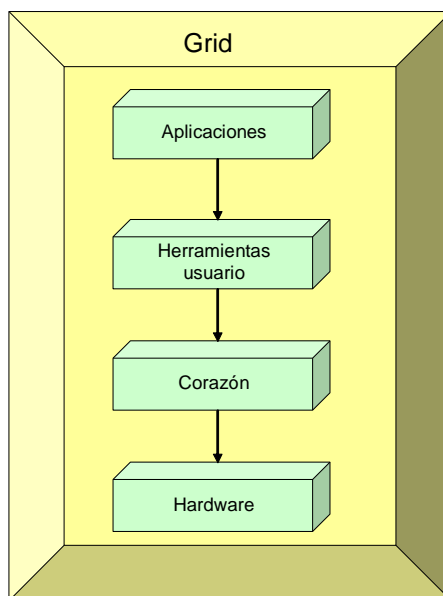 Grid
Aplicaciones
Herramientas
usuario
Corazón
Hardware